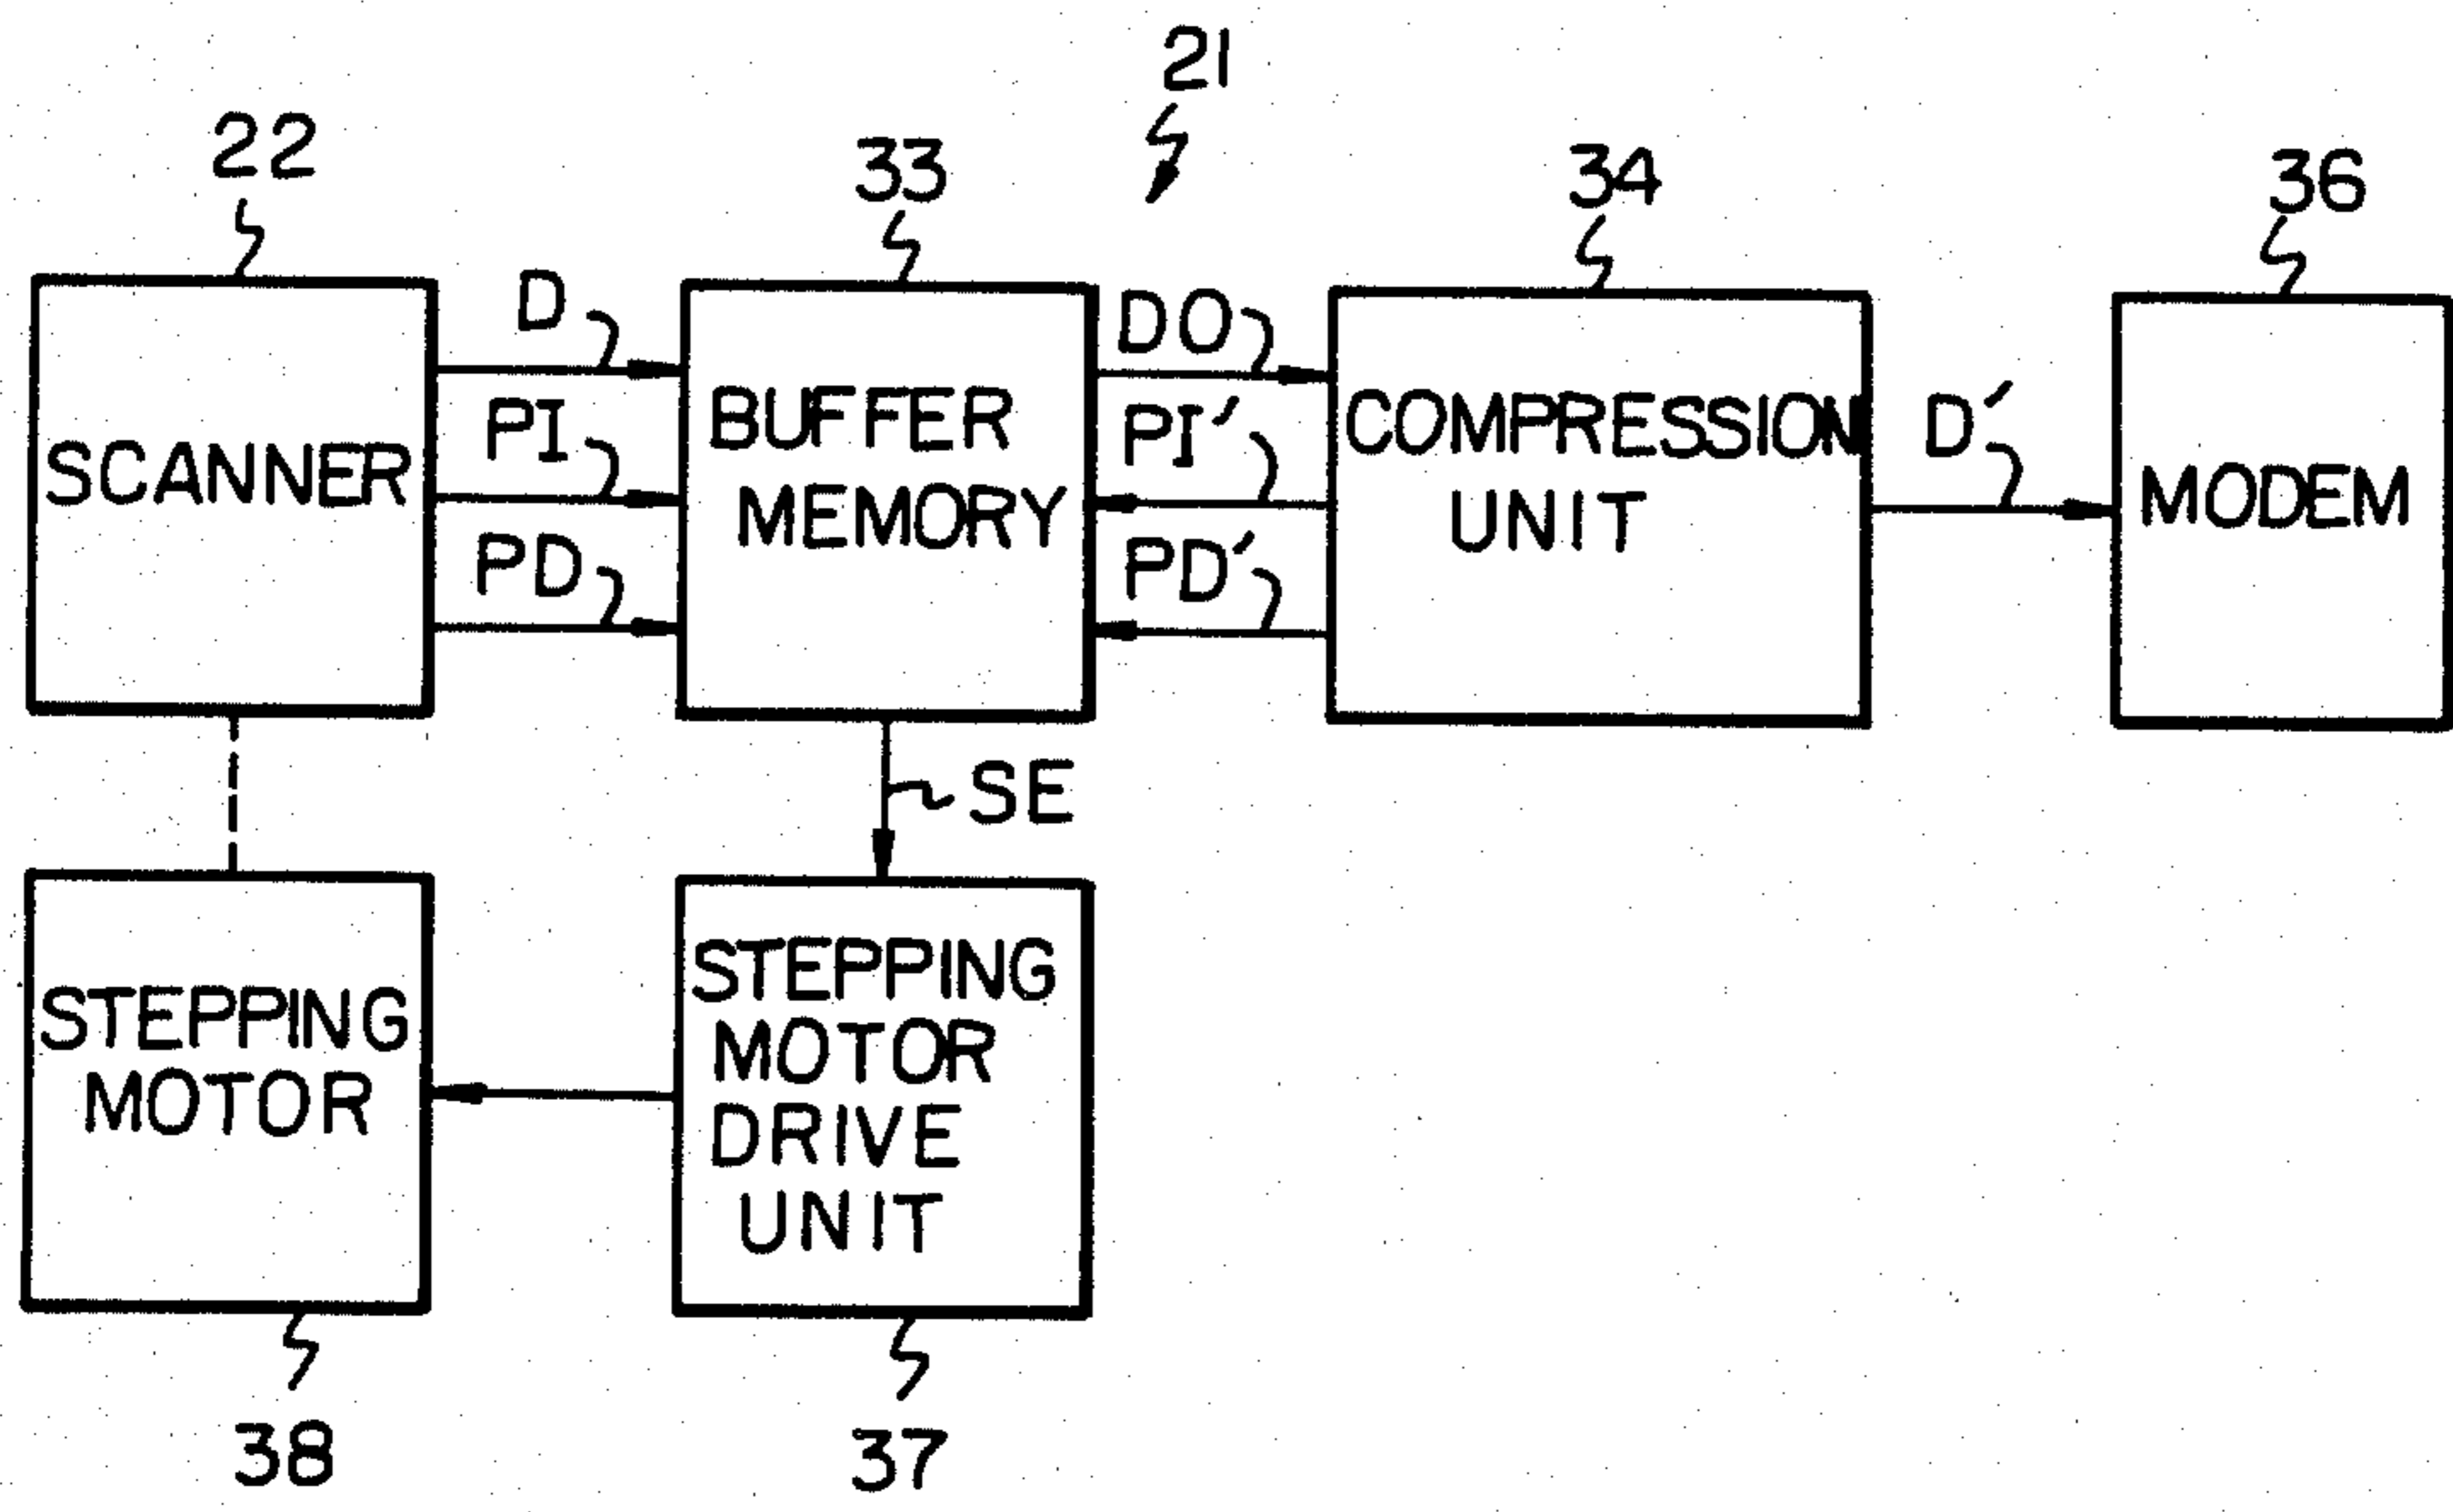 21
22
33
34
36
D
DO
PI
PI′
D′
PD
PD′
SCANNER
BUFFER
MEMORY
COMPRESSION
UNIT
MODEM
SE
STEPPING
MOTOR
STEPPING
MOTOR
DRIVE
UNIT
38
37